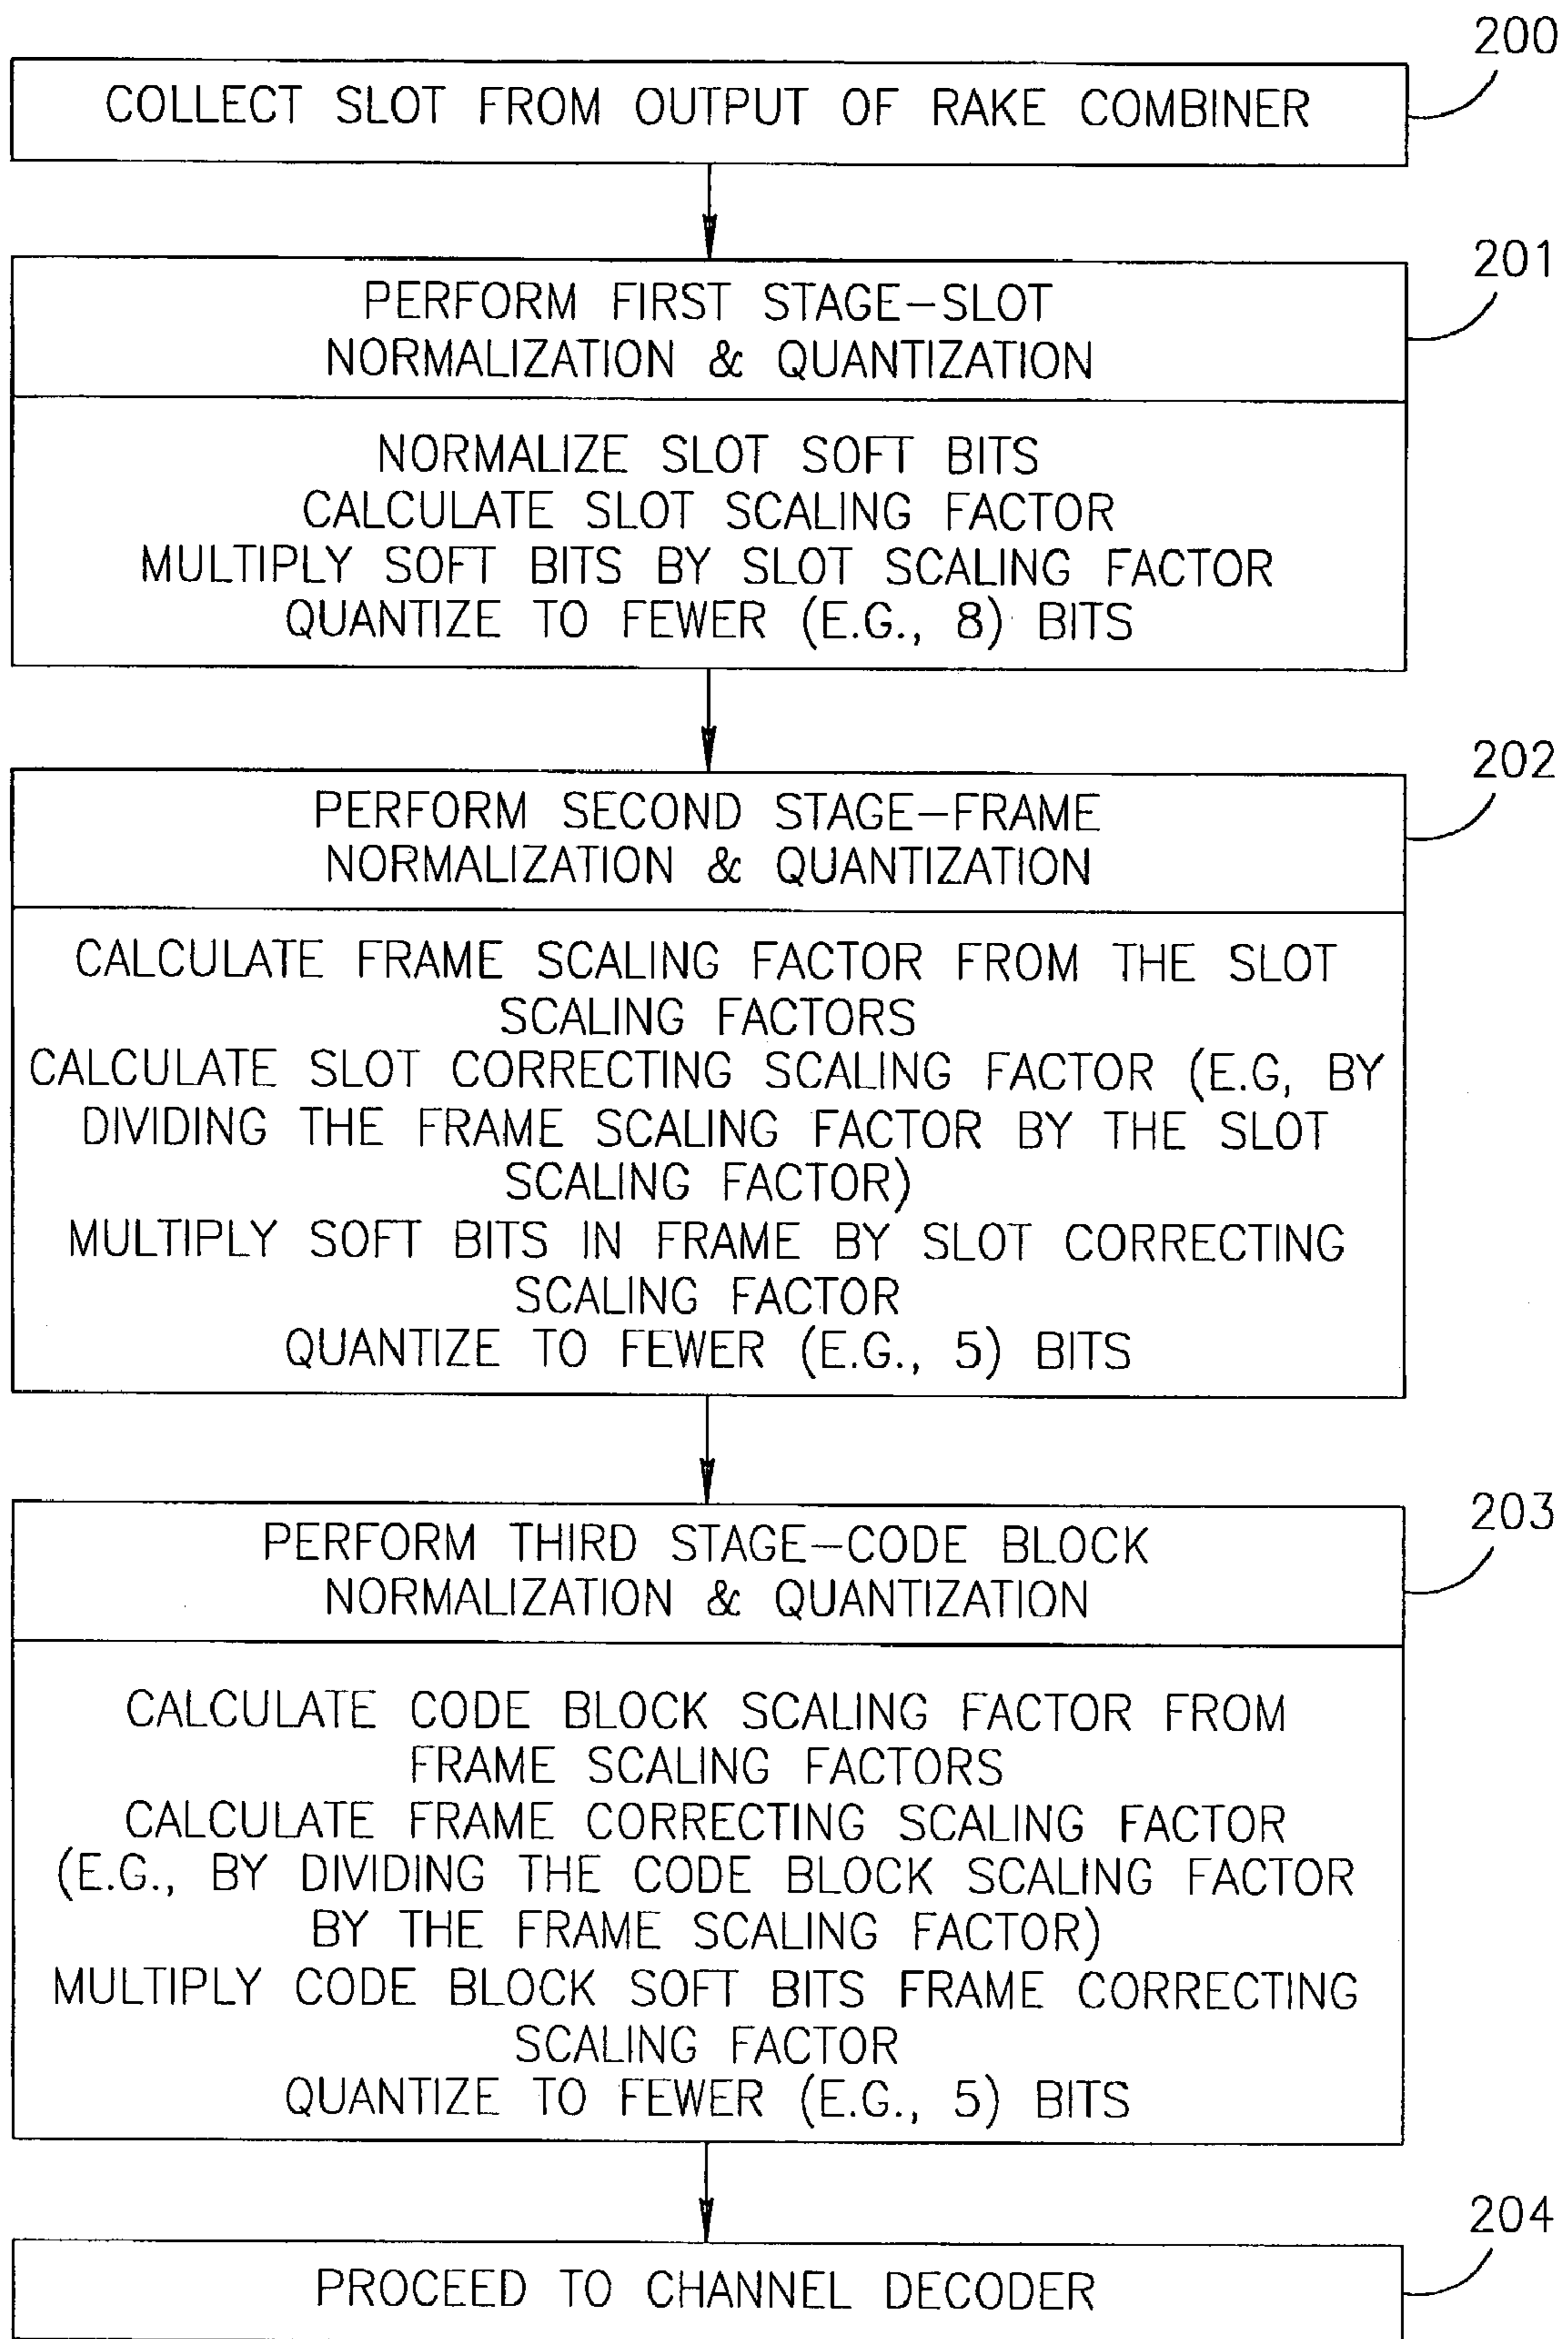 200
COLLECT SLOT FROM OUTPUT OF RAKE COMBINER
201
PERFORM FIRST STAGE-SLOT
NORMALIZATION & QUANTIZATION
NORMALIZE SLOT SOFT BITS
CALCULATE SLOT SCALING FACTOR
MULTIPLY SOFT BITS BY SLOT SCALING FACTOR
QUANTIZE TO FEWER (E.G., 8) BITS
202
PERFORM SECOND STAGE-FRAME
NORMALIZATION & QUANTIZATION
CALCULATE FRAME SCALING FACTOR FROM THE SLOT
SCALING FACTORS
CALCULATE SLOT CORRECTING SCALING FACTOR (E.G, BY
DIVIDING THE FRAME SCALING FACTOR BY THE SLOT
SCALING FACTOR)
MULTIPLY SOFT BITS IN FRAME BY SLOT CORRECTING
SCALING FACTOR
QUANTIZE TO FEWER (E.G., 5) BITS
203
PERFORM THIRD STAGE-CODE BLOCK
NORMALIZATION & QUANTIZATION
CALCULATE CODE BLOCK SCALING FACTOR FROM
FRAME SCALING FACTORS
CALCULATE FRAME CORRECTING SCALING FACTOR
(E.G., BY DIVIDING THE CODE BLOCK SCALING FACTOR
BY THE FRAME SCALING FACTOR)
MULTIPLY CODE BLOCK SOFT BITS FRAME CORRECTING
SCALING FACTOR
QUANTIZE TO FEWER (E.G., 5) BITS
204
PROCEED TO CHANNEL DECODER